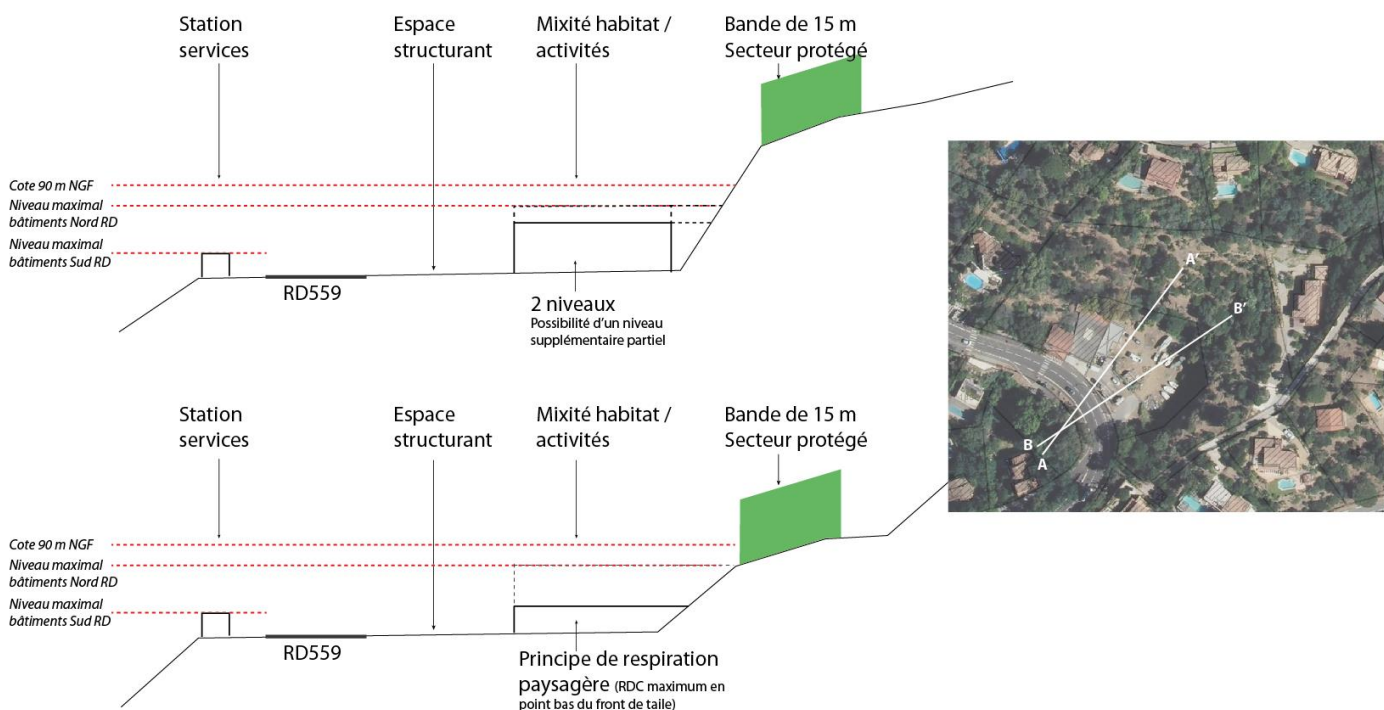 Station
services
Espace
structurant
Mixité habitat /
activités
Bande de 15 m
Secteur protégé
Cote 90 m NGF
Niveau maximal
bâtiments Nord RD
Niveau maximal
bâtiments Sud RD
RD559
2 niveaux
Possibilité d'un niveau
supplémentaire partiel
A'
B'
B
A
Station
services
Espace
structurant
Mixité habitat /
activités
Bande de 15 m
Secteur protégé
Cote 90 m NGF
Niveau maximal
bâtiments Nord RD
Niveau maximal
bâtiments Sud RD
RD559
Principe de respiration
paysagère (RDC maximum en
point bas du front de taile)